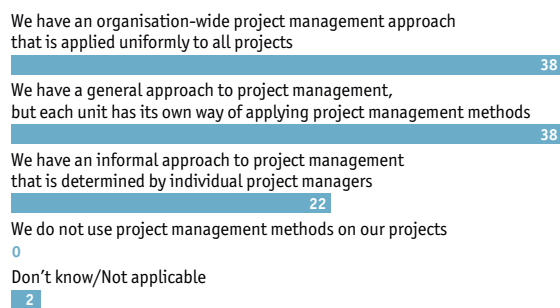 We have an organisation-wide project management approach
that is applied uniformly to all projects
38
We have a general approach to project management,
but each unit has its own way of applying project management methods
38
We have an informal approach to project management
that is determined by individual project managers
22
We do not use project management methods on our projects
0
Don’t know/Not applicable
2